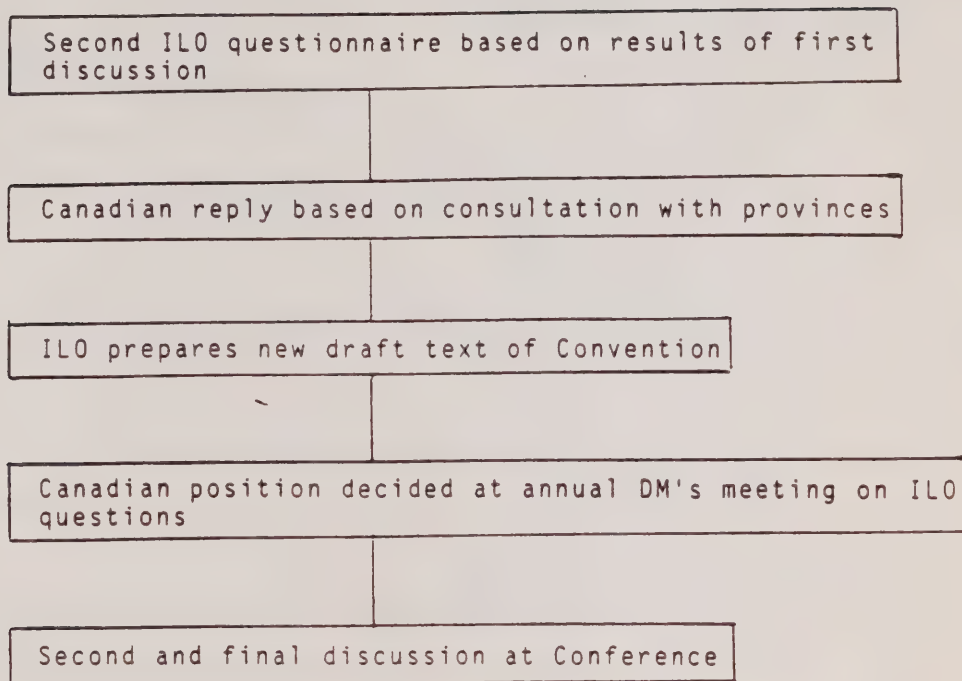 Second ILO questionnaire based on results of first
discussion
Canadian reply based on consultation with provinces
ILO prepares new draft text of Convention
Canadian position decided at annual DM's meeting on ILO
questions
Second and final discussion at Conference